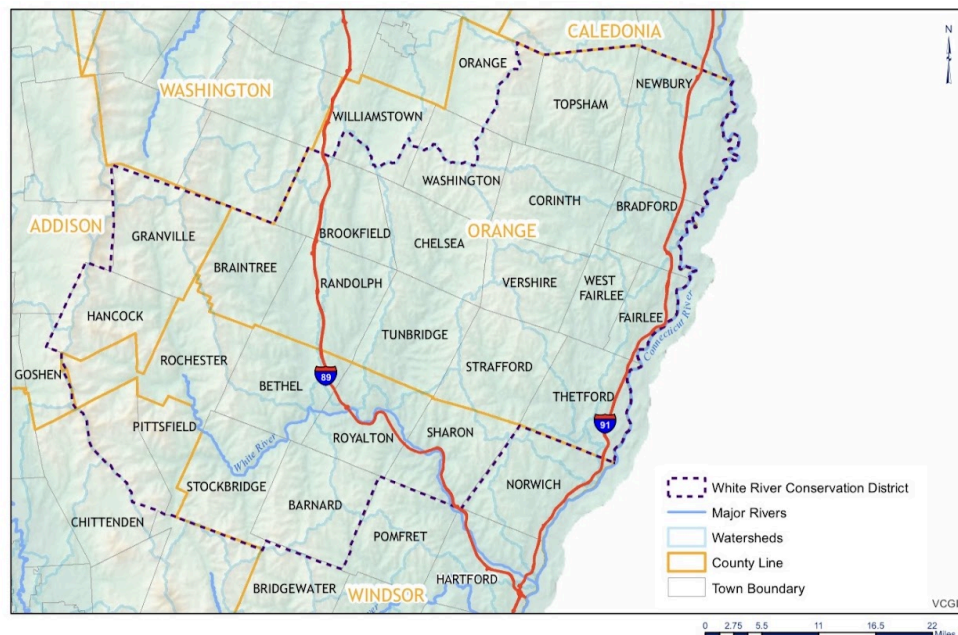 CALEDONIA
N
ORANGE
NEWBURY
WASHINGTON
TOPSHAM
WILLIAMSTOWN
WASHINGTON
CORINTH
BRADFORD
ADDISON
GRANVILLE
BROOKFIELD
ORANGE
CHELSEA
BRAINTREE
RANDOLPH
VERSHIRE
WEST
FAIRLEE
HANCOCK
FAIRLEE
Connecticut River
TUNBRIDGE
ROCHESTER
STRAFFORD
GOSHEN
89
BETHEL
THETFORD
91
PITTSFIELD
White River
ROYALTON
SHARON
STOCKBRIDGE
NORWICH
BARNARD
CHITTENDEN
POMFRET
HARTFORD
BRIDGEWATER
WINDSOR
River
White River Conservation District
Major Rivers
Watersheds
County Line
Town Boundary
VCGI
0 2.75 5.5 11 16.5 22
Miles